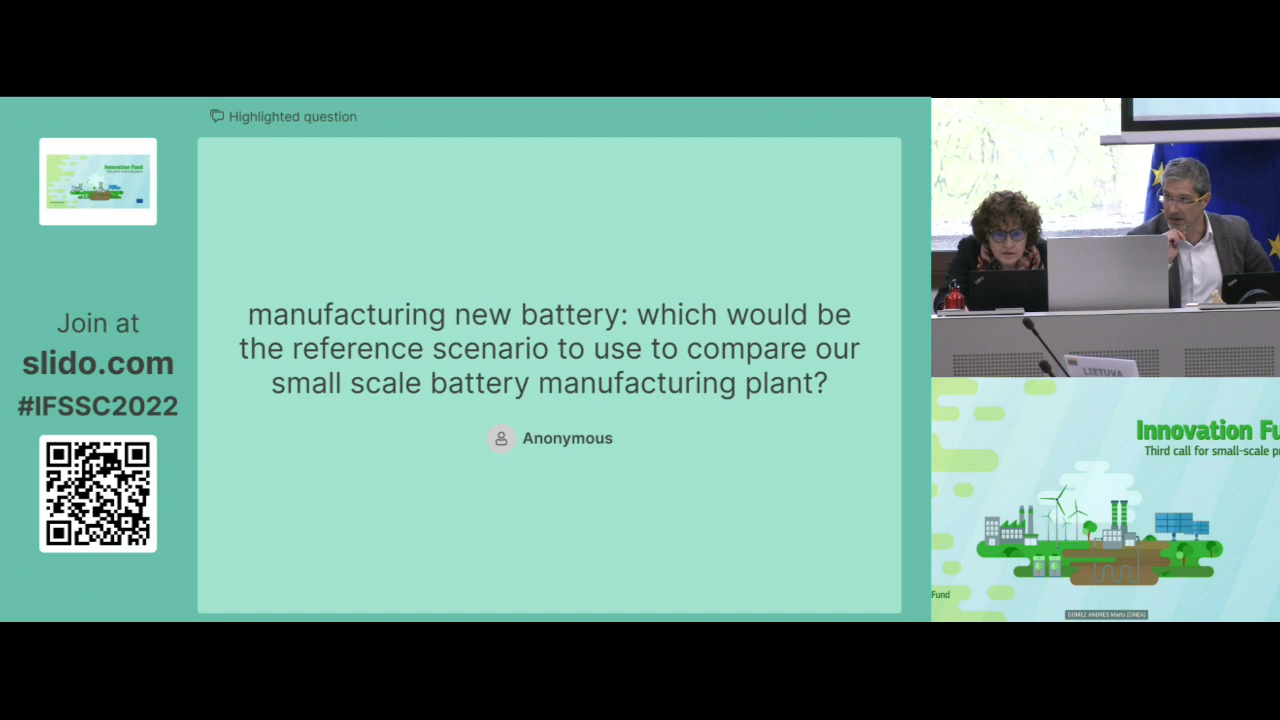 Highlighted question
Innovation Fund
Join at
slido.com
#IFSSC2022
manufacturing new battery: which would be
the reference scenario to use to compare our
small scale battery manufacturing plant?
Anonymous
LIETUVA
Innovation Fu
Third call for small-scale p
Fund
GOMEZ ANDRES Marta (CINEA)